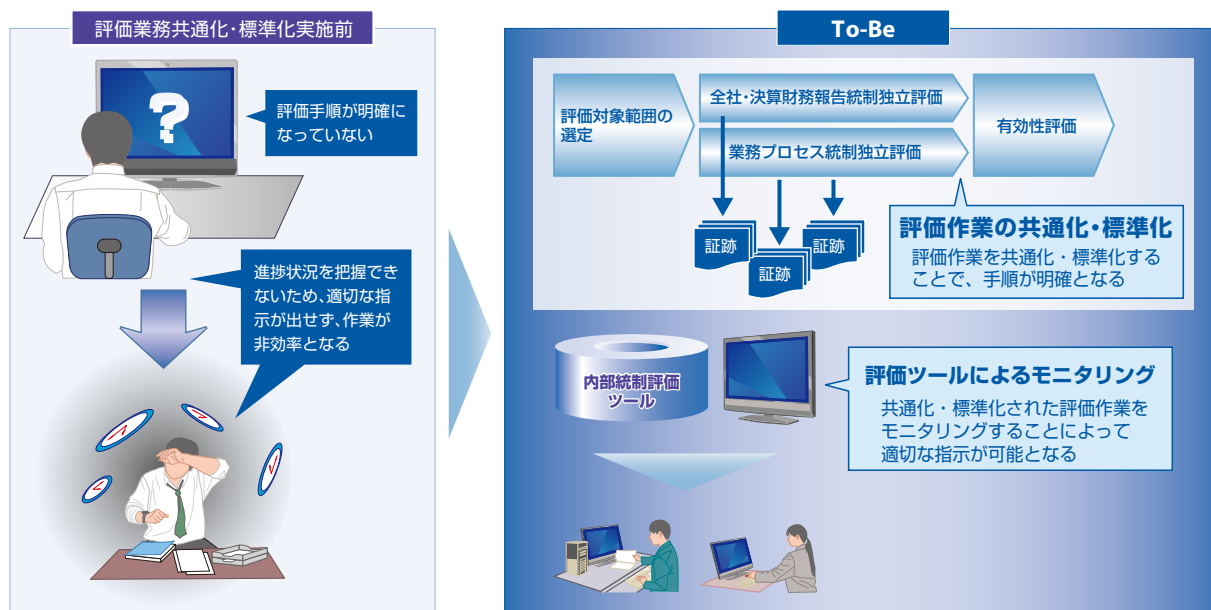 評価業務共通化・標準化実施前
?
評価手順が明確に
なっていない
進捗状況を把握でき
ないため、適切な指
示が出せず、作業が
非効率となる
To-Be
評価対象範囲の
選定
全社・決算財務報告統制独立評価
業務プロセス統制独立評価
有効性評価
証跡
証跡
証跡
評価作業の共通化・標準化
評価作業を共通化・標準化する
ことで、手順が明確となる
内部統制評価
ツール
評価ツールによるモニタリング
共通化・標準化された評価作業を
モニタリングすることによって
適切な指示が可能となる